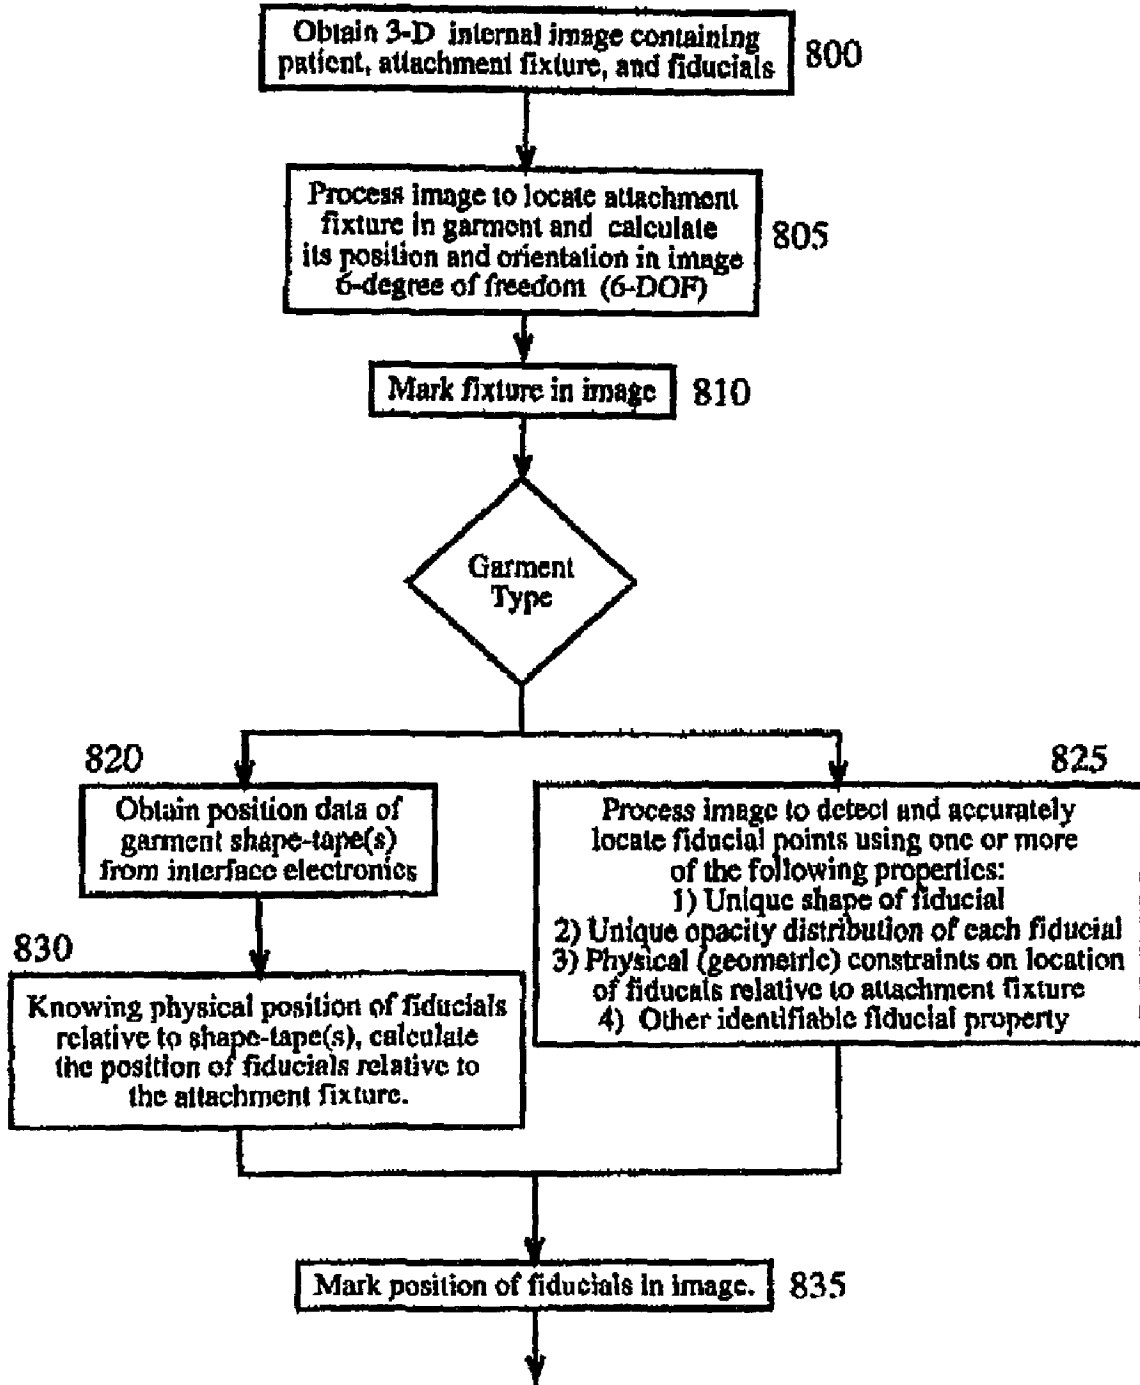 Obtain 3-D internal image containing
patient, attachment fixture, and fiducials
800
Process image to locate attachment
fixture in garment and calculate
its position and orientation in image
6-degree of freedom (6-DOF)
805
Mark fixture in image
810
Garment
Type
820
Obtain position data of
garment shape-tape(s)
from interface electronics
830
Knowing physical position of fiducials
relative to shape-tape(s), calculate
the position of fiducials relative to
the attachment fixture.
825
Process image to detect and accurately
locate fiducial points using one or more
of the following properties:
1) Unique shape of fiducial
2) Unique opacity distribution of each fiducial
3) Physical (geometric) constraints on location
of fiducals relative to attachment fixture
4) Other identifiable fiducial property
Mark position of fiducials in image.
835